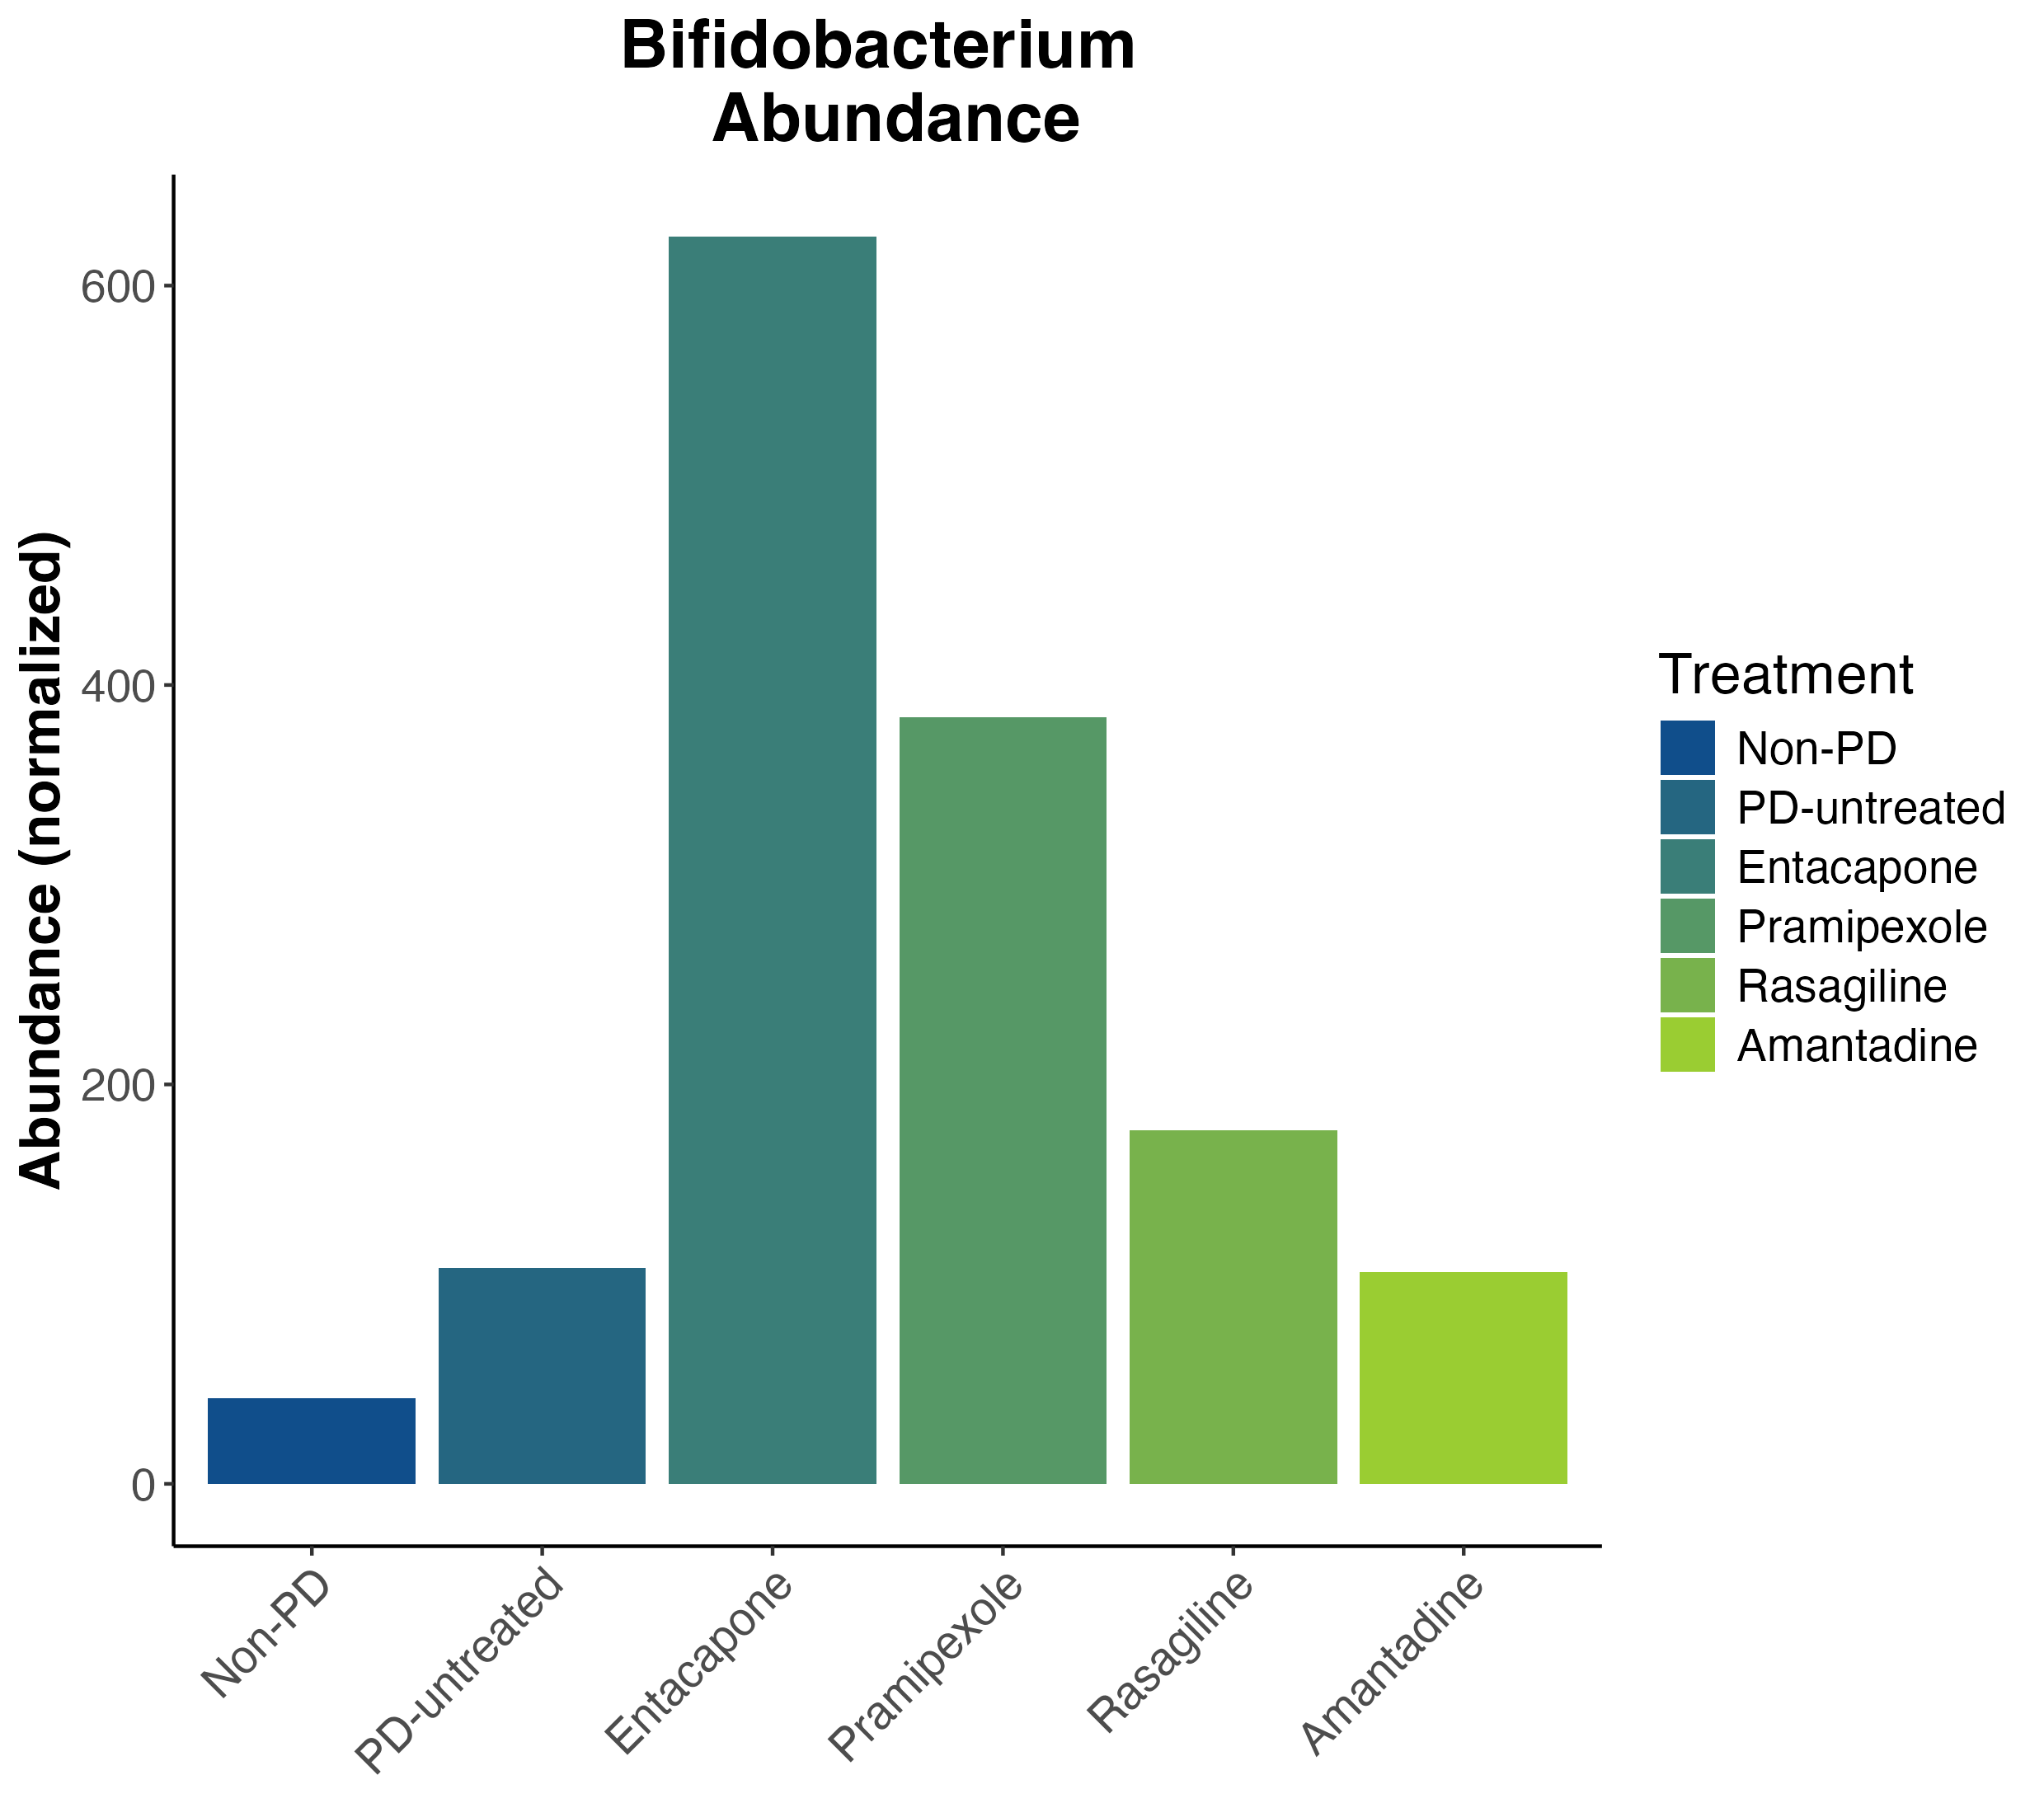 Bifidobacterium
Abundance
Abundance (normalized)
600
400
200
0
Non-PD
PD-untreated
Entacapone
Pramipexole
Rasagiline
Amantadine
Treatment
Non-PD
PD-untreated
Entacapone
Pramipexole
Rasagiline
Amantadine